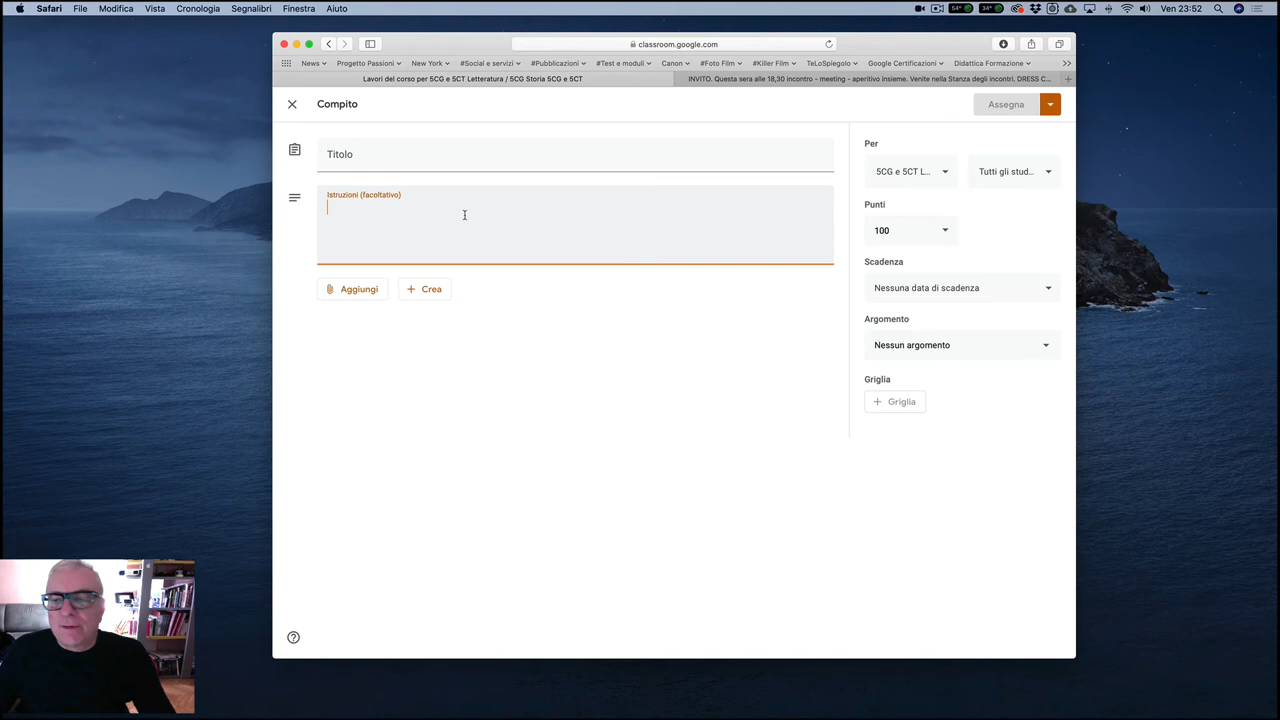 Safari File Modifica Vista Cronologia Segnalibri Finestra Aiuto 54° 34° Ven 23:52
classroom.google.com
News Progetto Passioni New York #Social e servizi #Pubblicazioni #Test e moduli Canon #Foto Film #Killer Film TeLoSpiegolo Google Certificazioni Didattica Formazione
Lavori del corso per 5CG e 5CT Letteratura / 5CG Storia 5CG e 5CT INVITO. Questa sera alle 18,30 incontro - meeting - aperitivo insieme. Venite nella Stanza degli incontri. DRESS C...
Compito Assegna
Titolo
Istruzioni (facoltativo)
Aggiungi Crea
Per
5CG e 5CT L... Tutti gli stud...
Punti
100
Scadenza
Nessuna data di scadenza
Argomento
Nessun argomento
Griglia
Griglia